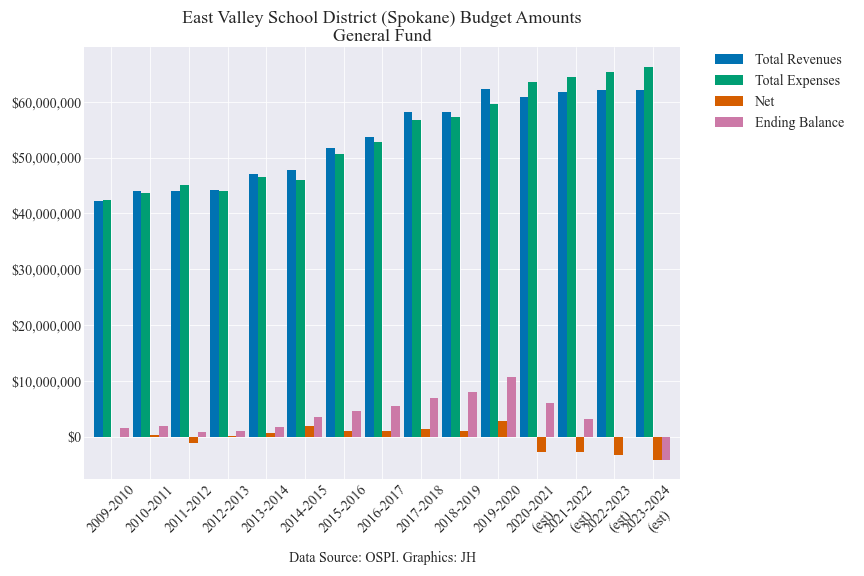 East Valley School District (Spokane) Budget Amounts
General Fund
Total Revenues
Total Expenses
Net
Ending Balance
$60,000,000
$50,000,000
$40,000,000
$30,000,000
$20,000,000
$10,000,000
$0
2009-2010
2010-2011
2011-2012
2012-2013
2013-2014
2014-2015
2015-2016
2016-2017
2017-2018
2018-2019
2019-2020
2020-2021
(est)
2021-2022
(est)
2022-2023
(est)
2023-2024
(est)
Data Source: OSPI. Graphics: JH